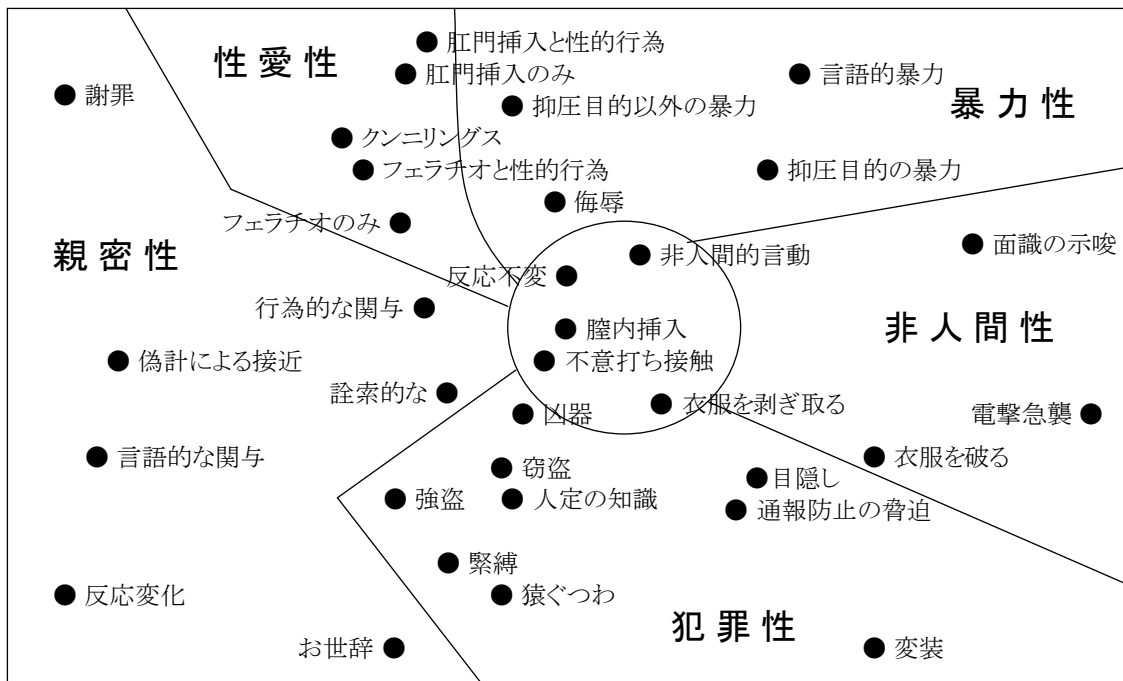 肛門挿入と性的行為
性愛性
肛門挿入のみ
言語的暴力
謝罪
抑圧目的以外の暴力
暴力性
クンニリングス
フェラチオと性的行為
抑圧目的の暴力
侮辱
フェラチオのみ
親密性
非人間的言動
面識の示唆
反応不変
行為的な関与
膣内挿入
非人間性
偽計による接近
不意打ち接触
詮索的な
衣服を剥ぎ取る
凶器
電撃急襲
言語的な関与
窃盗
衣服を破る
目隠し
強盗
人定の知識
通報防止の脅迫
緊縛
反応変化
猿ぐつわ
犯罪性
お世辞
変装